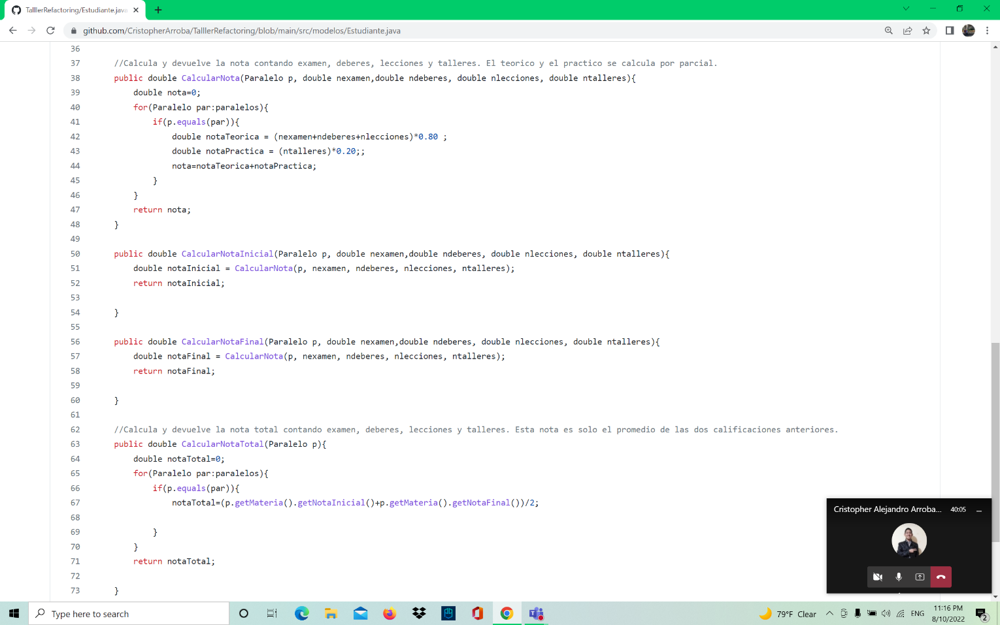 TalllerRefactoring/Estudiante.java
github.com/CristopherArroba/TalllerRefactoring/blob/main/src/modelos/Estudiante.java
36
37 //Calcula y devuelve la nota contando examen, deberes, lecciones y talleres. El teorico y el practico se calcula por parcial.
38 public double CalcularNota(Paralelo p, double nexamen,double ndeberes, double nlecciones, double ntalleres){
39 double nota=0;
40 for(Paralelo par:paralelos){
41 if(p.equals(par)){
42 double notaTeorica = (nexamen+ndeberes+nlecciones)*0.80 ;
43 double notaPractica = (ntalleres)*0.20;;
44 nota=notaTeorica+notaPractica;
45 }
46 }
47 return nota;
48 }
49
50 public double CalcularNotaInicial(Paralelo p, double nexamen,double ndeberes, double nlecciones, double ntalleres){
51 double notaInicial = CalcularNota(p, nexamen, ndeberes, nlecciones, ntalleres);
52 return notaInicial;
53
54 }
55
56 public double CalcularNotaFinal(Paralelo p, double nexamen,double ndeberes, double nlecciones, double ntalleres){
57 double notaFinal = CalcularNota(p, nexamen, ndeberes, nlecciones, ntalleres);
58 return notaFinal;
59
60 }
61
62 //Calcula y devuelve la nota total contando examen, deberes, lecciones y talleres. Esta nota es solo el promedio de las dos calificaciones anteriores.
63 public double CalcularNotaTotal(Paralelo p){
64 double notaTotal=0;
65 for(Paralelo par:paralelos){
66 if(p.equals(par)){
67 notaTotal=(p.getMateria().getNotaInicial()+p.getMateria().getNotaFinal())/2;
68
69 }
70 }
71 return notaTotal;
72
73 }
Cristopher Alejandro Arroba... 40:05
Type here to search
79°F Clear
ENG
11:16 PM
8/10/2022
2